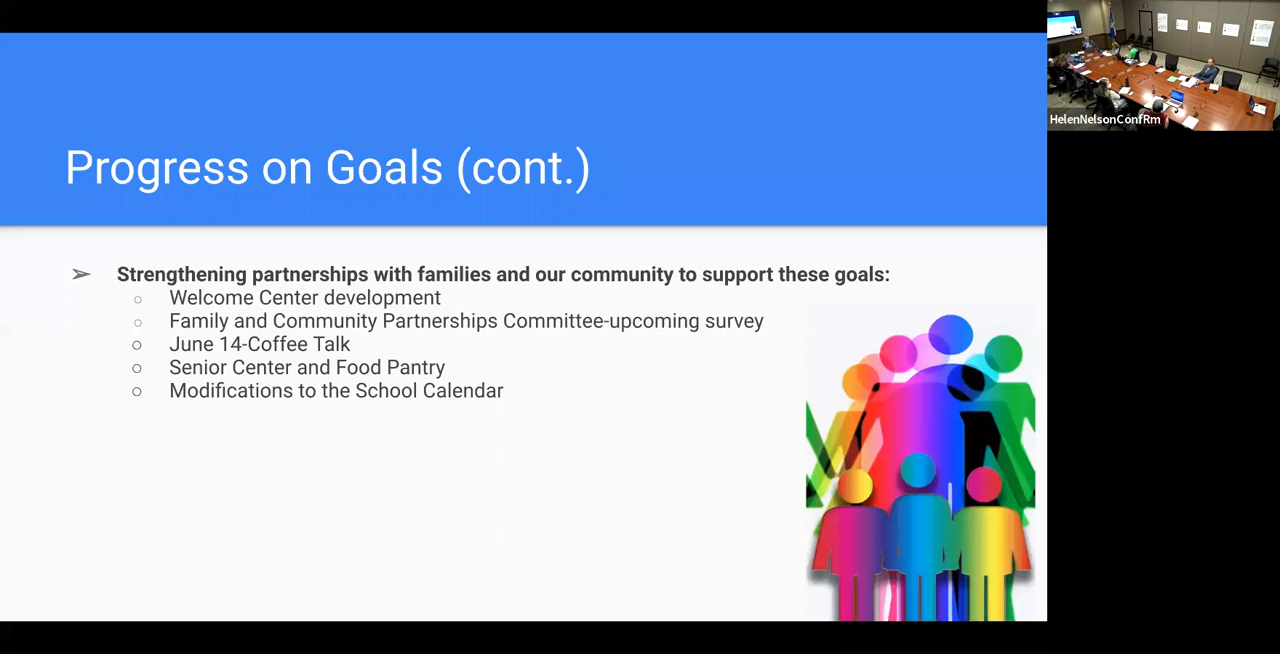 Progress on Goals (cont.)
HelenNelsonConfRm
➢ Strengthening partnerships with families and our community to support these goals:
○ Welcome Center development
○ Family and Community Partnerships Committee-upcoming survey
○ June 14-Coffee Talk
○ Senior Center and Food Pantry
○ Modifications to the School Calendar